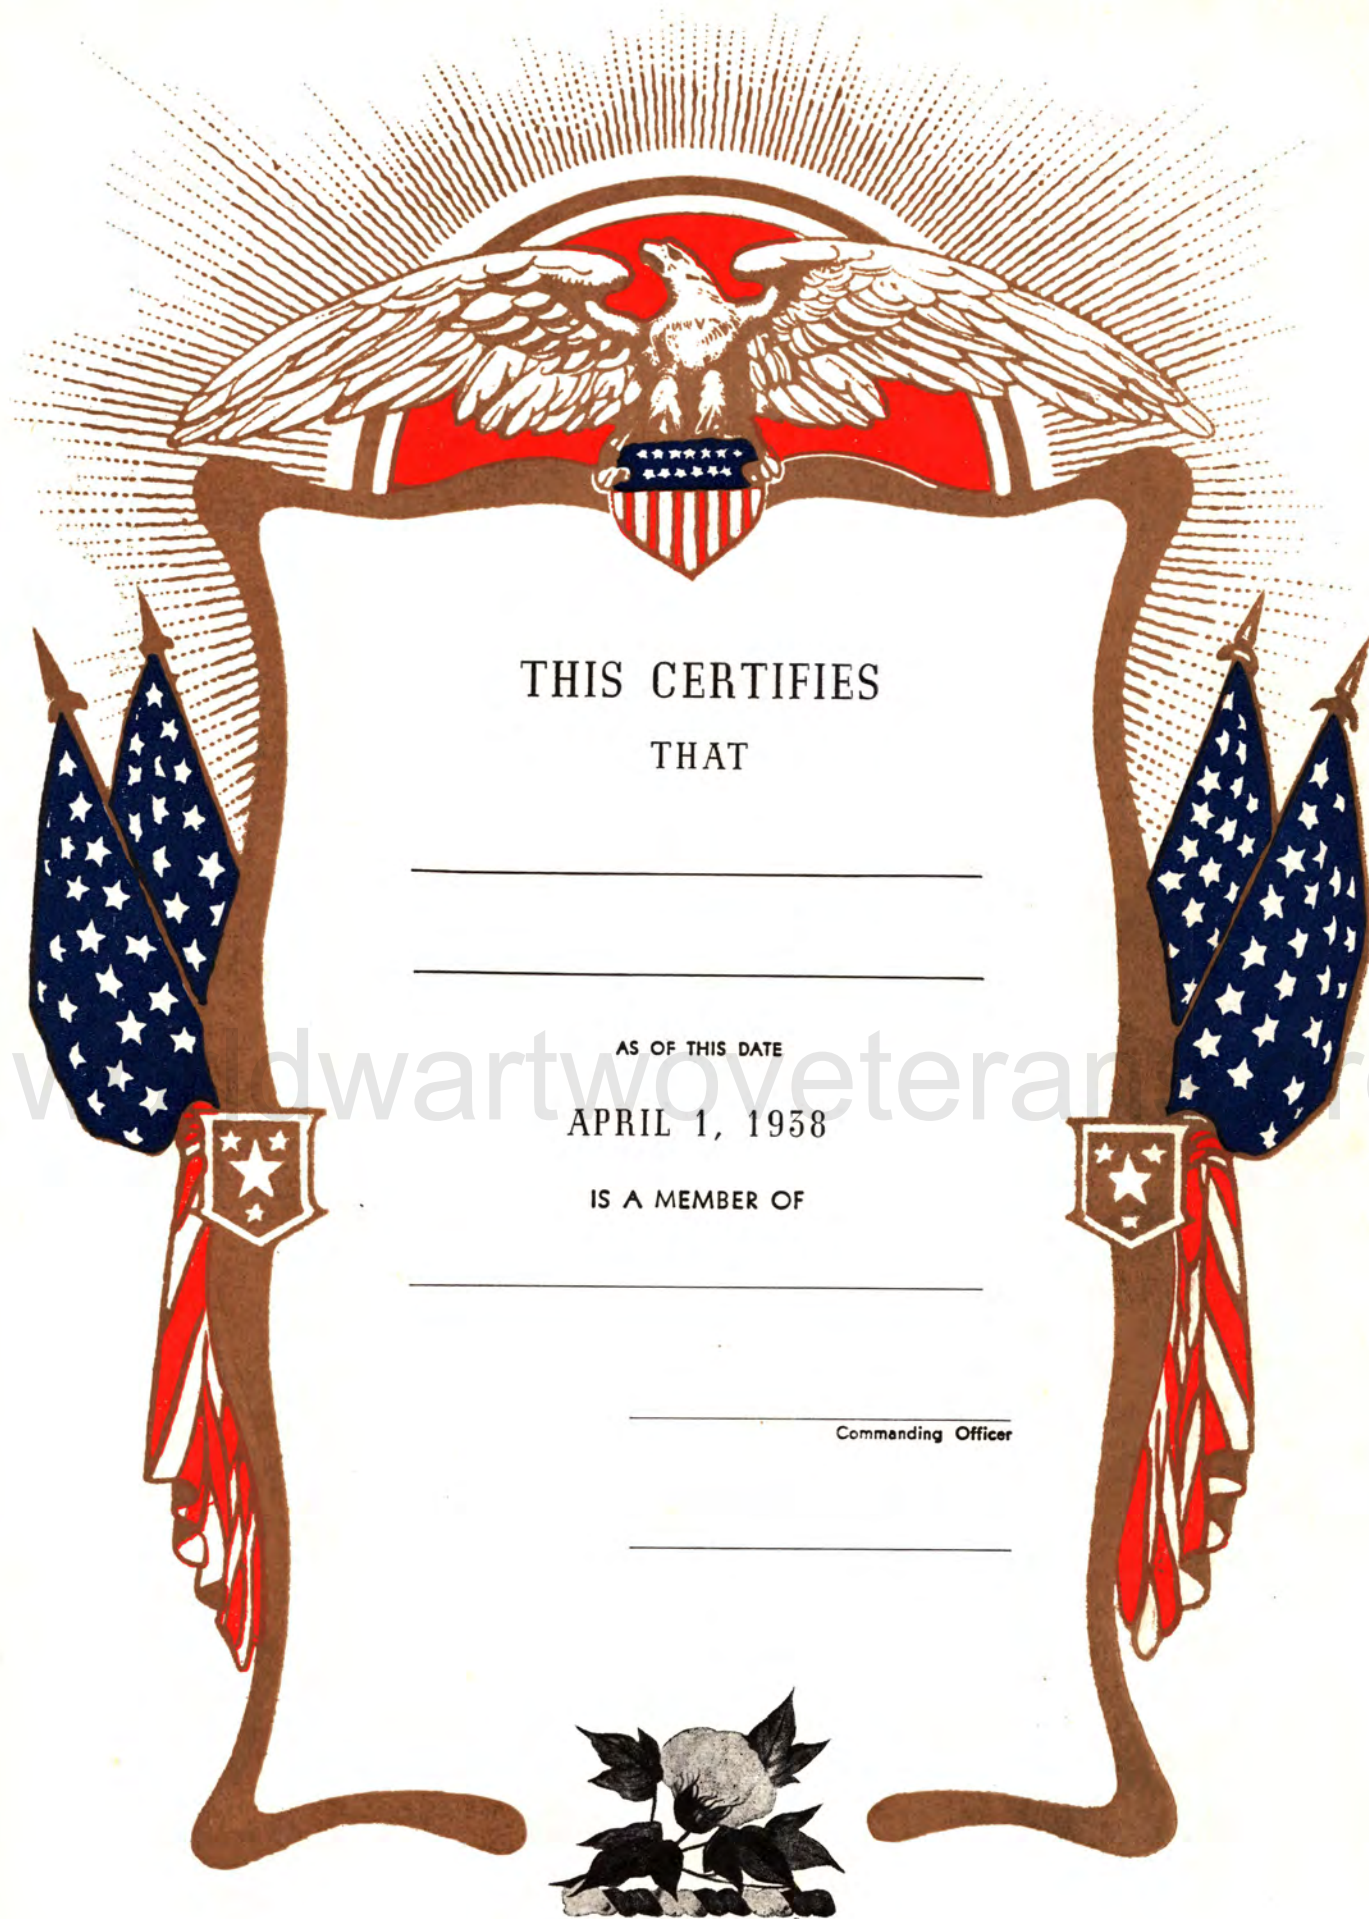 THIS CERTIFIES
THAT
AS OF THIS DATE
APRIL 1, 1938
IS A MEMBER OF
Commanding Officer